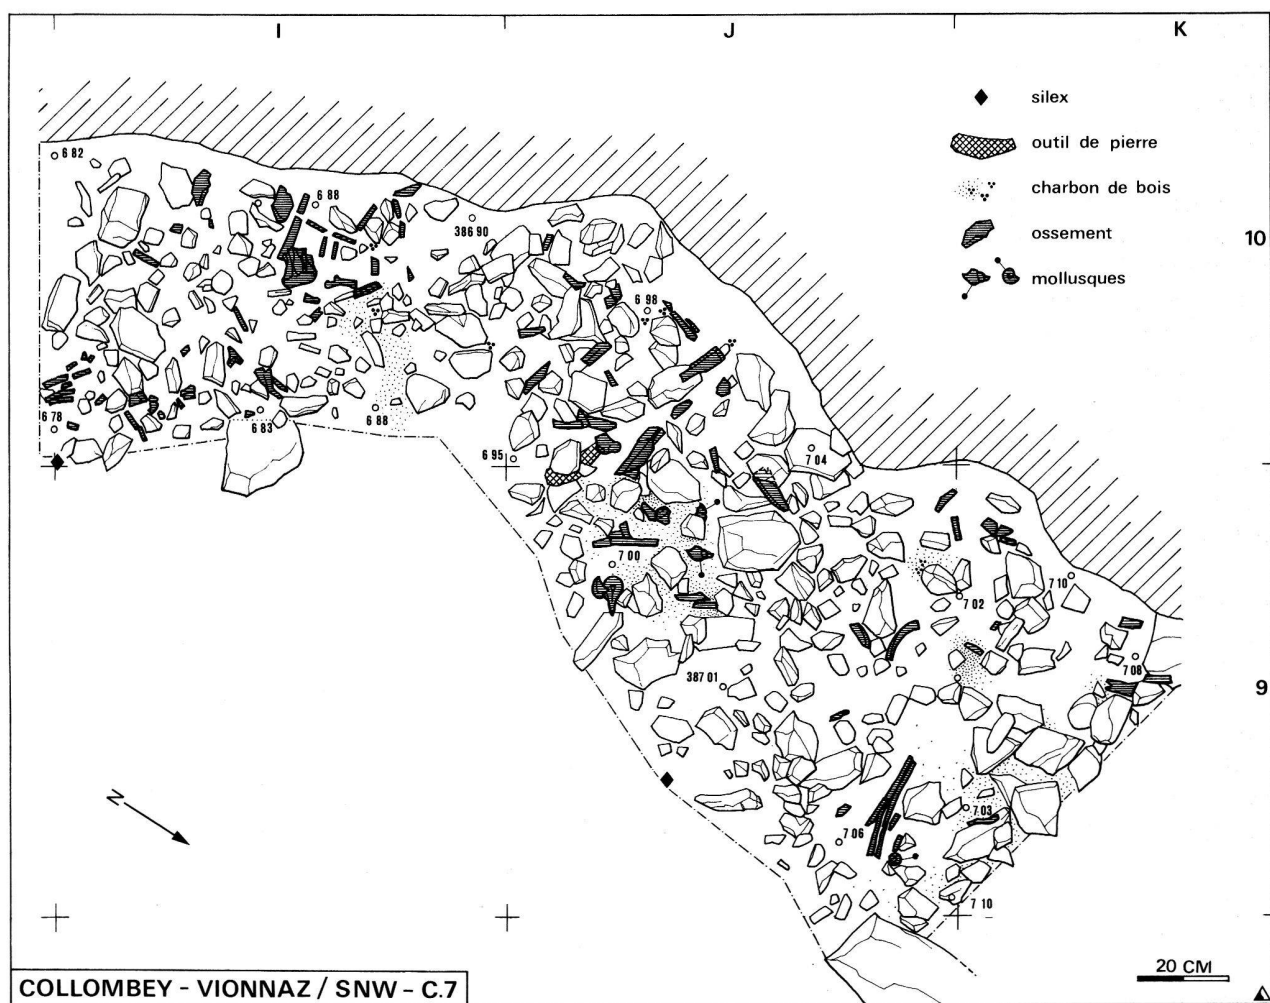 I J K
silex
outil de pierre
charbon de bois
ossement
mollusques
6 82
6 88
386 90
10
6 98
6 78
6 83
6 88
6 95
7 04
7 00
7 10
7 02
7 08
387 01
9
N
7 03
7 06
7 10
20 CM
COLLOMBEY - VIONNAZ / SNW - C.7